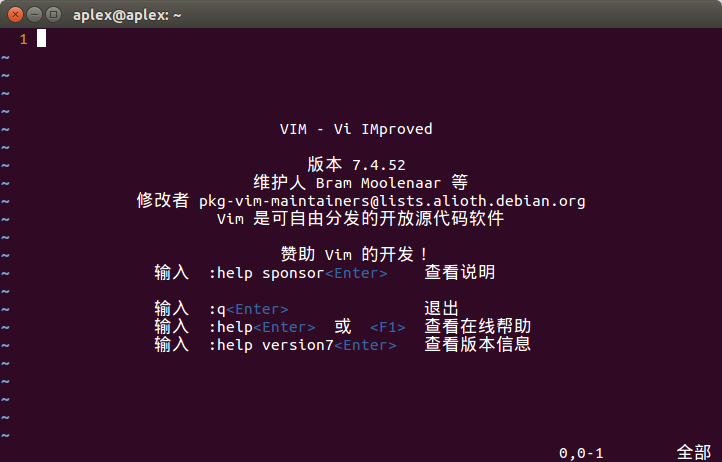 aplex@aplex: ~
1
~
~
~
~
~ VIM - Vi IMproved
~
~ 版本 7.4.52
~ 维护人 Bram Moolenaar 等
~ 修改者 pkg-vim-maintainers@lists.alioth.debian.org
~ Vim 是可自由分发的开放源代码软件
~
~ 赞助 Vim 的开发！
~ 输入 :help sponsor<Enter> 查看说明
~
~ 输入 :q<Enter> 退出
~ 输入 :help<Enter> 或 <F1> 查看在线帮助
~ 输入 :help version7<Enter> 查看版本信息
~
~
~
~
~
0,0-1 全部